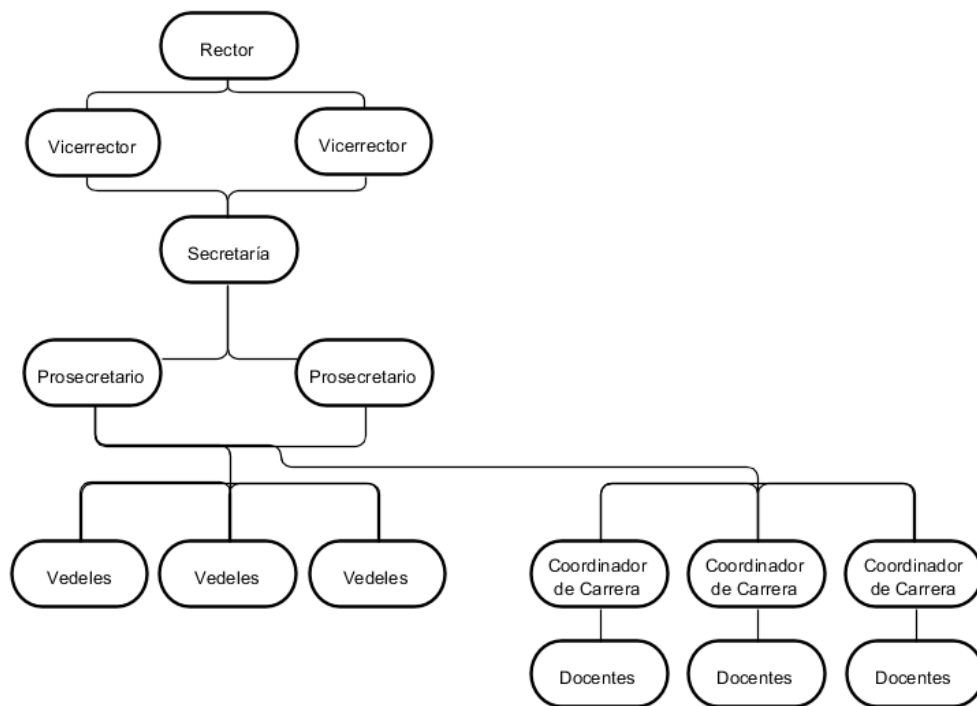 Rector
Vicerrector
Vicerrector
Secretaría
Prosecretario
Prosecretario
Vedeles
Vedeles
Vedeles
Coordinador
de Carrera
Coordinador
de Carrera
Coordinador
de Carrera
Docentes
Docentes
Docentes